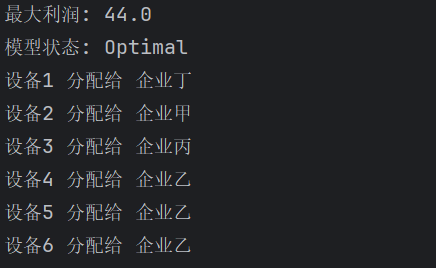 最大利润: 44.0
模型状态: Optimal
设备1 分配给 企业丁
设备2 分配给 企业甲
设备3 分配给 企业丙
设备4 分配给 企业乙
设备5 分配给 企业乙
设备6 分配给 企业乙